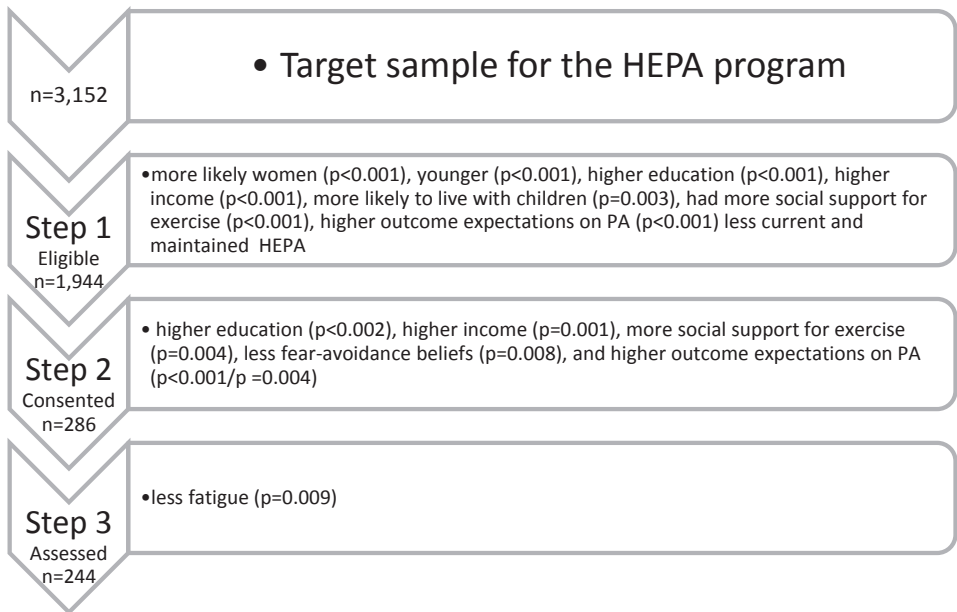 n=3,152
• Target sample for the HEPA program
Step 1
Eligible
n=1,944
•more likely women (p<0.001), younger (p<0.001), higher education (p<0.001), higher
income (p<0.001), more likely to live with children (p=0.003), had more social support for
exercise (p<0.001), higher outcome expectations on PA (p<0.001) less current and
maintained HEPA
Step 2
Consented
n=286
• higher education (p<0.002), higher income (p=0.001), more social support for exercise
(p=0.004), less fear-avoidance beliefs (p=0.008), and higher outcome expectations on PA
(p<0.001/p =0.004)
Step 3
Assessed
n=244
•less fatigue (p=0.009)